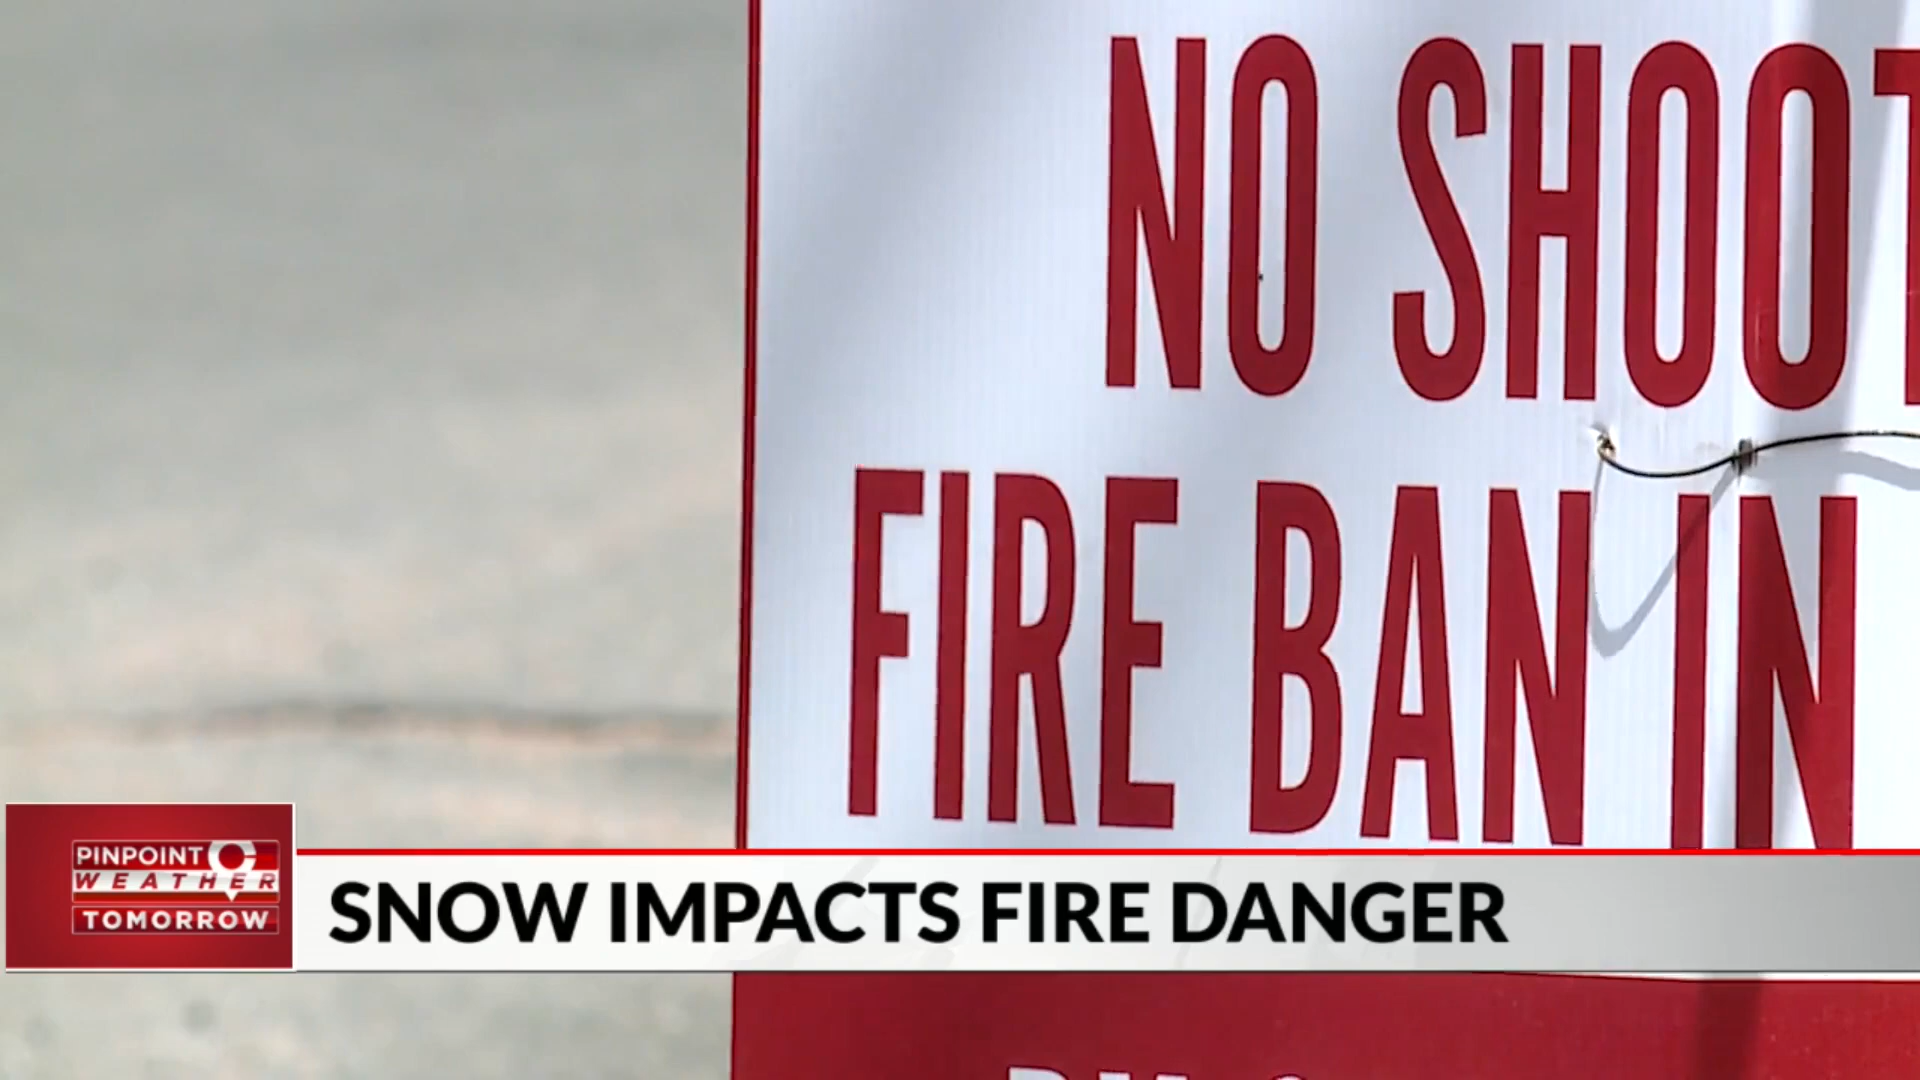 NO SHOOT
FIRE BAN IN
PINPOINT
WEATHER
TOMORROW
SNOW IMPACTS FIRE DANGER